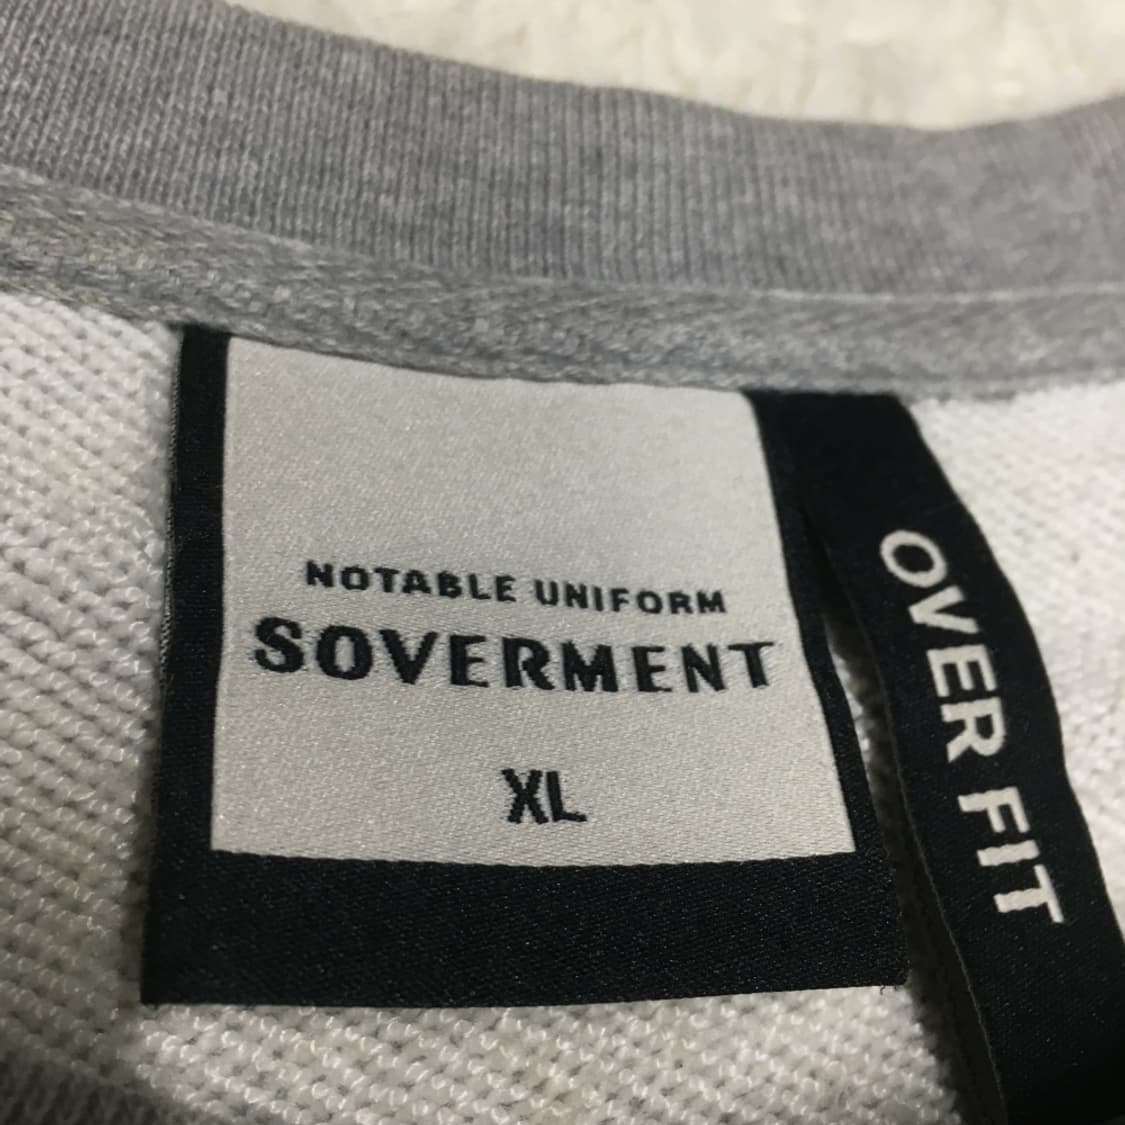 NOTABLE UNIFORM
SOVERMENT
XL
OVER FIT